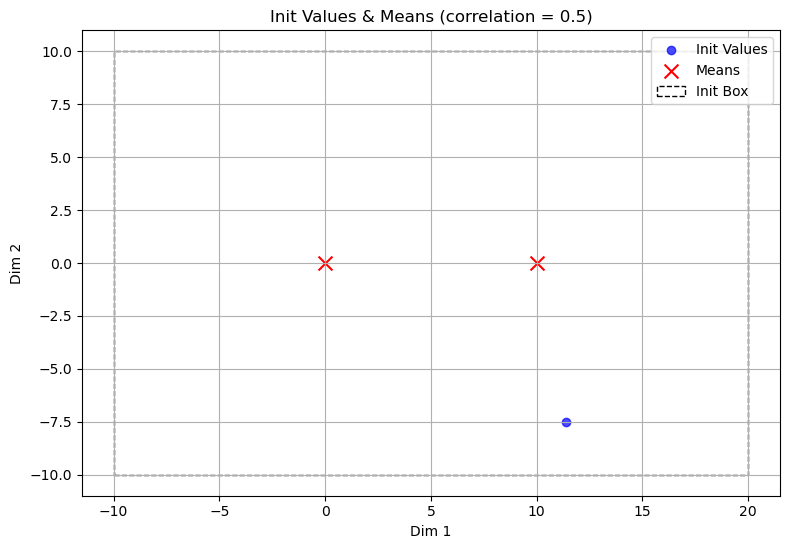 Init Values & Means (correlation = 0.5)
Init Values
Means
Init Box
10.0
7.5
5.0
2.5
0.0
−2.5
−5.0
−7.5
−10.0
Dim 2
−10
−5
0
5
10
15
20
Dim 1